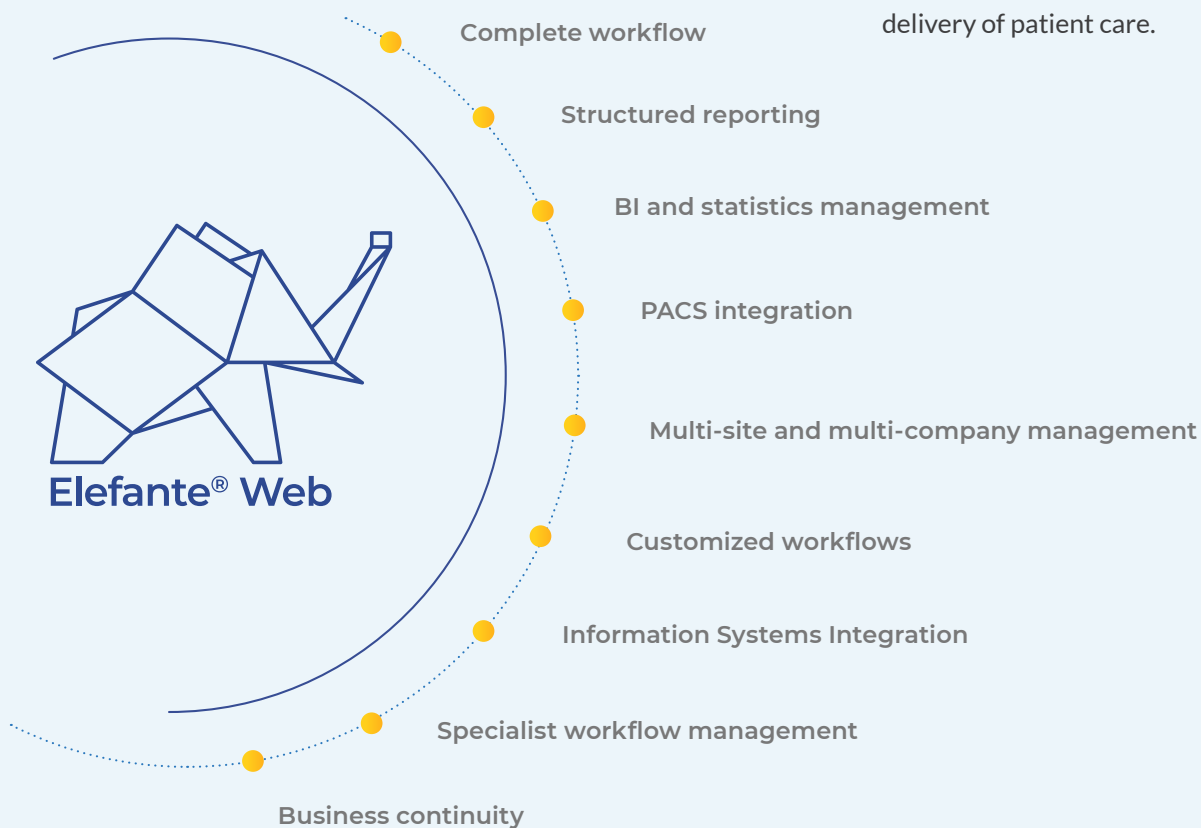 delivery of patient care.
Complete workflow
Structured reporting
BI and statistics management
PACS integration
Multi-site and multi-company management
Customized workflows
Information Systems Integration
Specialist workflow management
Business continuity
Elefante® Web